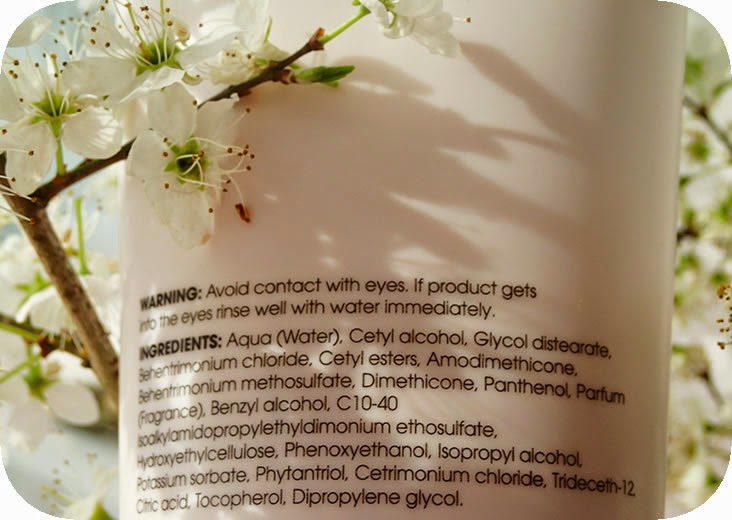 WARNING: Avoid contact with eyes. If product gets
into the eyes rinse well with water immediately.
INGREDIENTS: Aqua (Water), Cetyl alcohol, Glycol distearate,
Behentrimonium chloride, Cetyl esters, Amodimethicone,
Behentrimonium methosulfate, Dimethicone, Panthenol, Parfum
(Fragrance), Benzyl alcohol, C10-40
Isoakylamidopropylethyldimonium ethosulfate,
Hydroxyethylcellulose, Phenoxyethanol, Isopropyl alcohol,
Potassium sorbate, Phytantriol, Cetrimonium chloride, Trideceth-12
Citric acid, Tocopherol, Dipropylene glycol.